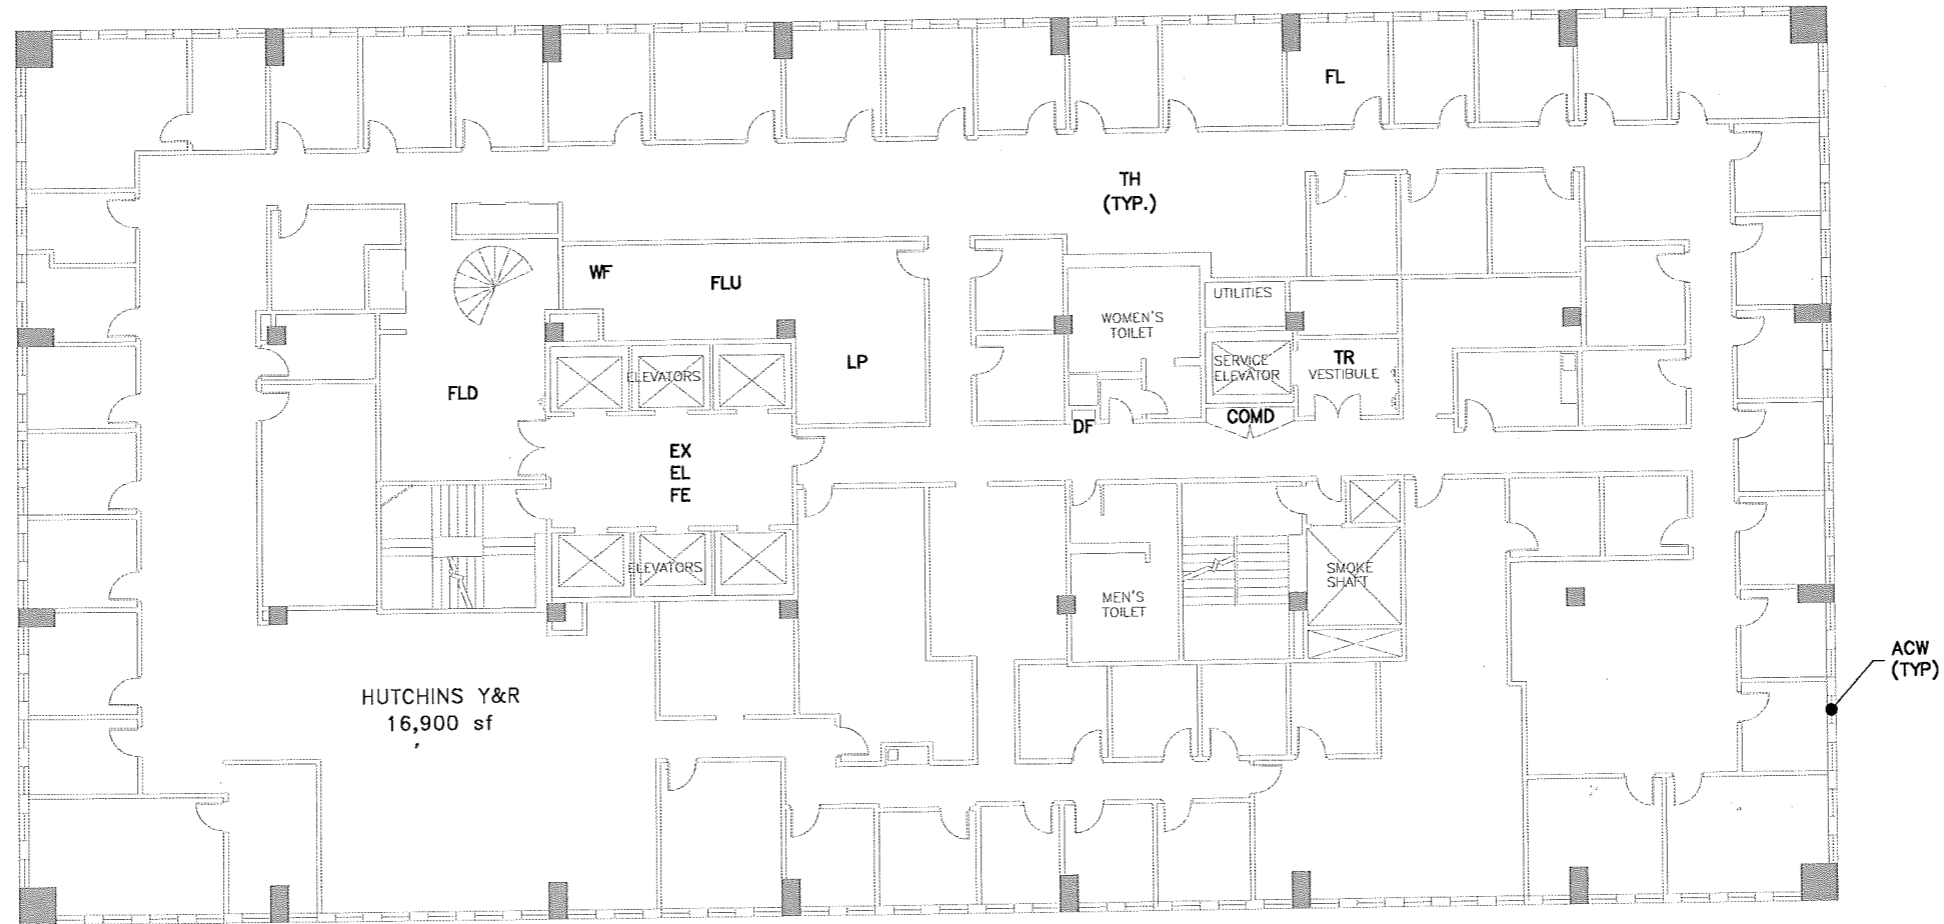 FL
TH
(TYP.)
WF
FLU
UTILITIES
WOMEN'S
TOILET
ELEVATORS
LP
SERVICE
ELEVATOR
TR
VESTIBULE
FLD
DF
COMD
EX
EL
FE
ELEVATORS
SMOKE
SHAFT
MEN'S
TOILET
ACW
(TYP)
HUTCHINS Y&R
16,900 sf